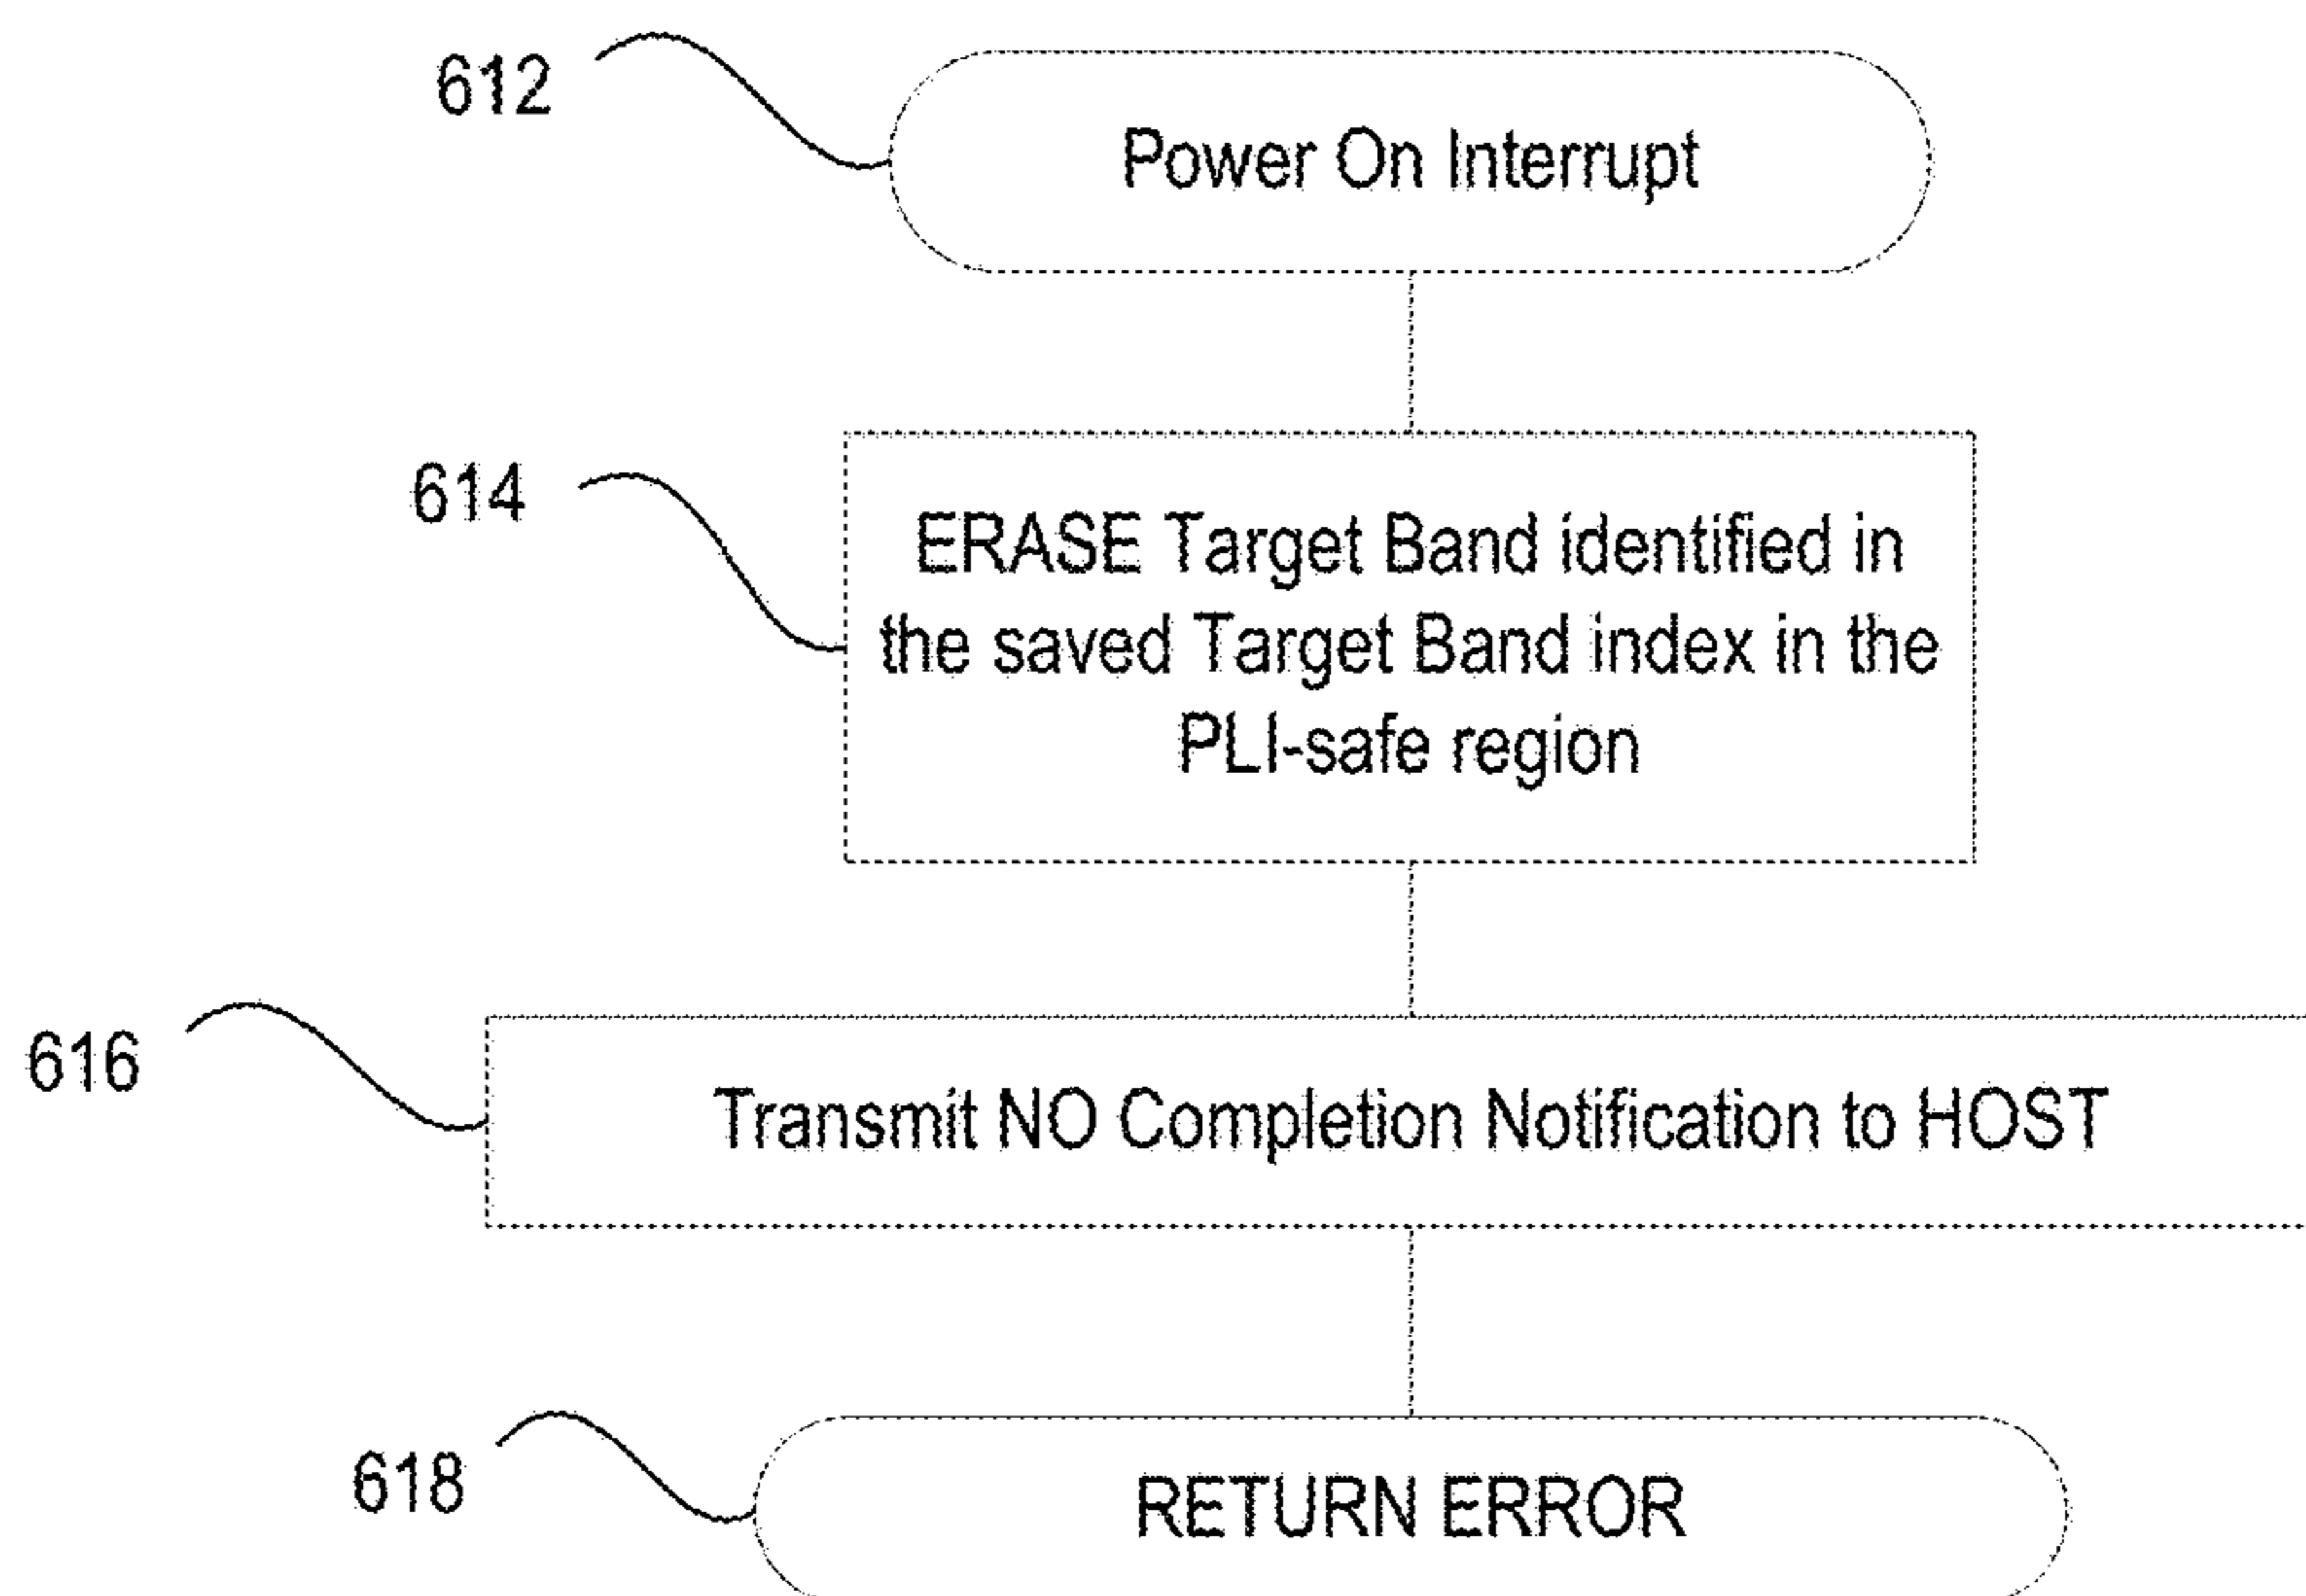 612
Power On Interrupt
614
ERASE Target Band identified in
the saved Target Band index in the
PLI-safe region
616
Transmit NO Completion Notification to HOST
618
RETURN ERROR